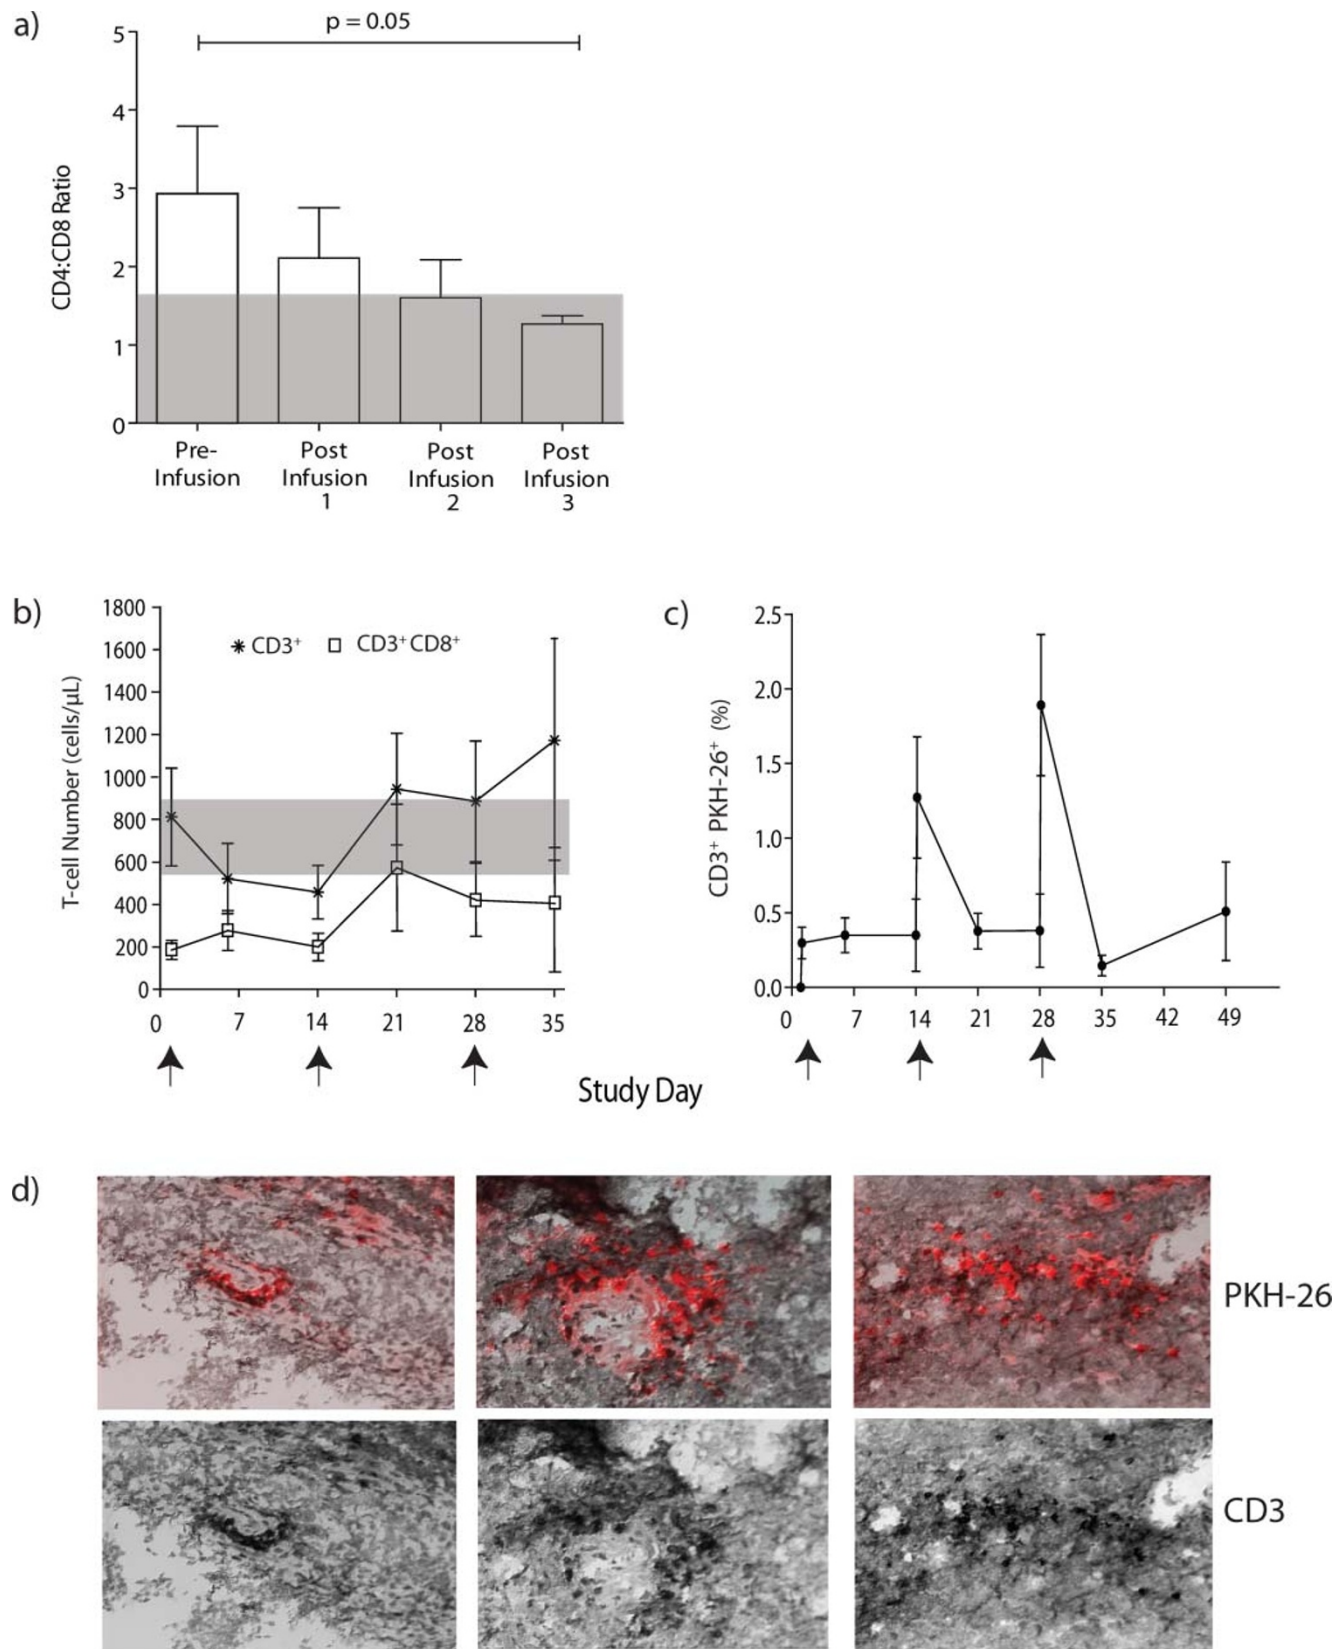 a)
p = 0.05
5
4
3
2
1
0
CD4:CD8 Ratio
Pre-
Infusion
Post
Infusion
1
Post
Infusion
2
Post
Infusion
3
b)
1800
1600
1400
1200
1000
800
600
400
200
0
T-cell Number (cells/μL)
CD3⁺
CD3⁺CD8⁺
0 7 14 21 28 35
c)
2.5
2.0
1.5
1.0
0.5
0.0
CD3⁺ PKH-26⁺ (%)
0 7 14 21 28 35 42 49
Study Day
d)
PKH-26
CD3